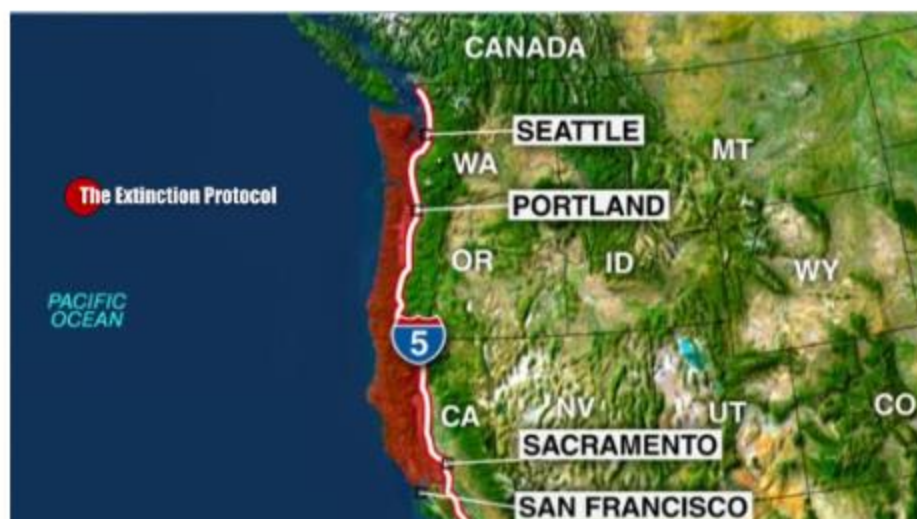 CANADA
SEATTLE
WA
MT
The Extinction Protocol
PORTLAND
OR
ID
WY
PACIFIC
OCEAN
5
CA
NV
UT
CO
SACRAMENTO
SAN FRANCISCO